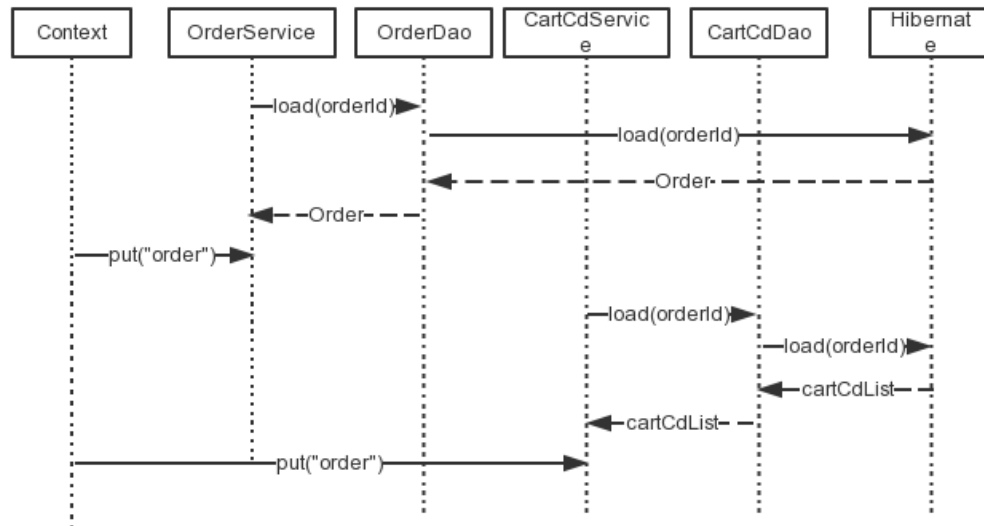 Context
OrderService
OrderDao
CartCdServic
e
CartCdDao
Hibernat
e
load(orderId)
load(orderId)
Order
Order
put("order")
load(orderId)
load(orderId)
cartCdList
cartCdList
put("order")